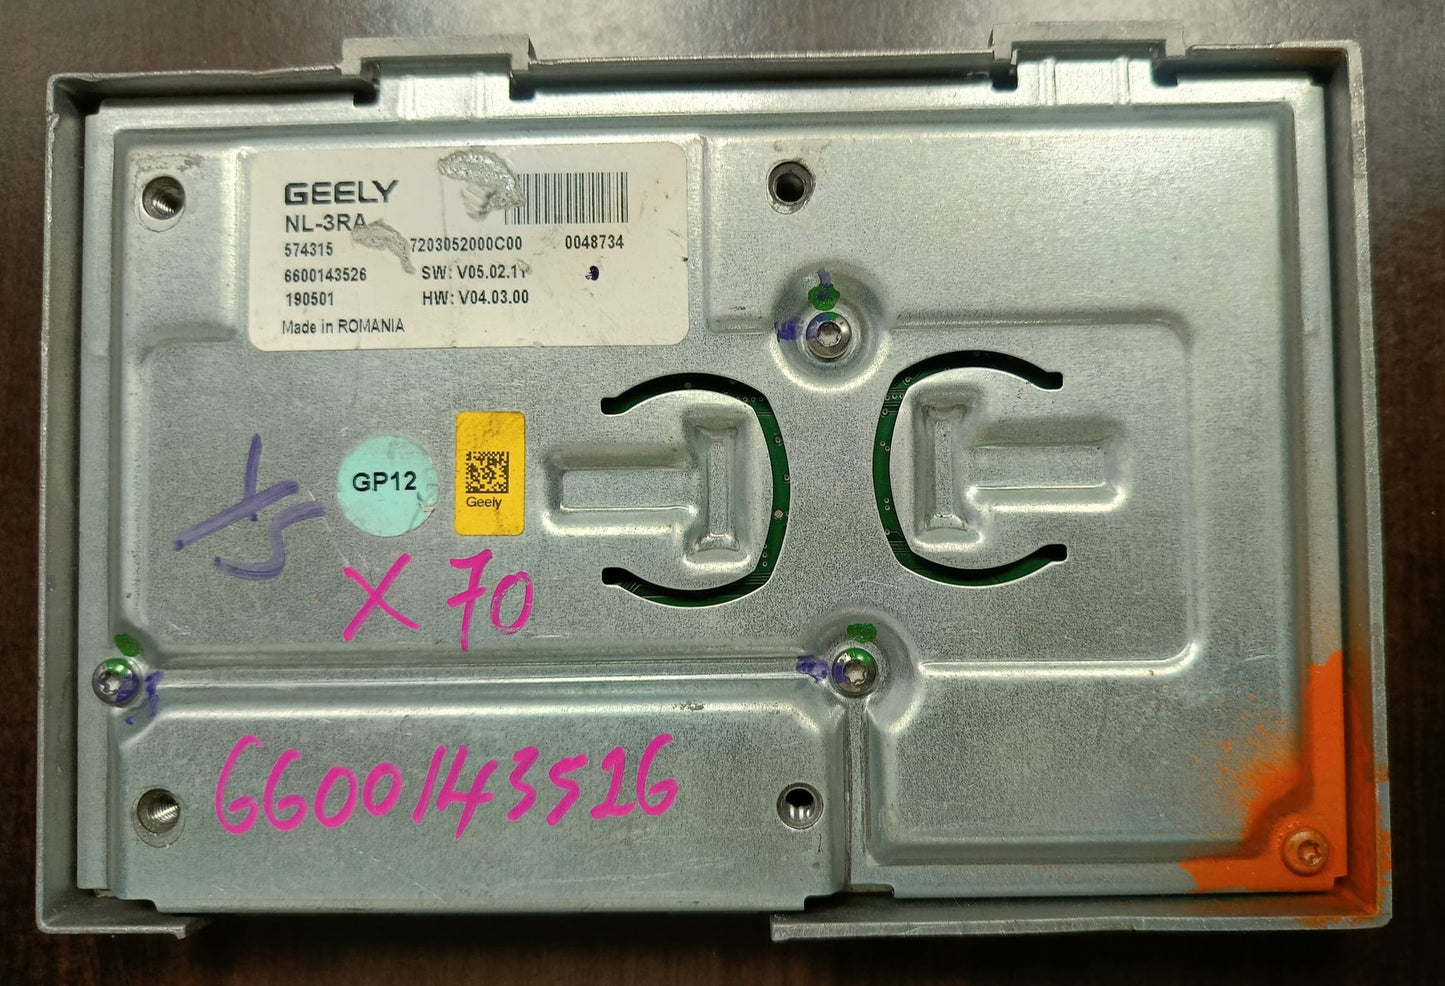 GEELY
NL-3RA
574315 7203052000C00 0048734
6600143526 SW: V05.02.11
190501 HW: V04.03.00
Made in ROMANIA
GP12
Geely
X 70
6600143526